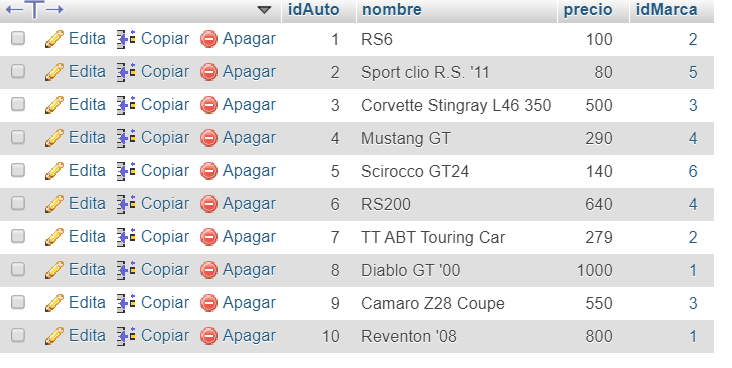 idAuto nombre precio idMarca
Edita Copiar Apagar 1 RS6 100 2
Edita Copiar Apagar 2 Sport clio R.S. '11 80 5
Edita Copiar Apagar 3 Corvette Stingray L46 350 500 3
Edita Copiar Apagar 4 Mustang GT 290 4
Edita Copiar Apagar 5 Scirocco GT24 140 6
Edita Copiar Apagar 6 RS200 640 4
Edita Copiar Apagar 7 TT ABT Touring Car 279 2
Edita Copiar Apagar 8 Diablo GT '00 1000 1
Edita Copiar Apagar 9 Camaro Z28 Coupe 550 3
Edita Copiar Apagar 10 Reventon '08 800 1